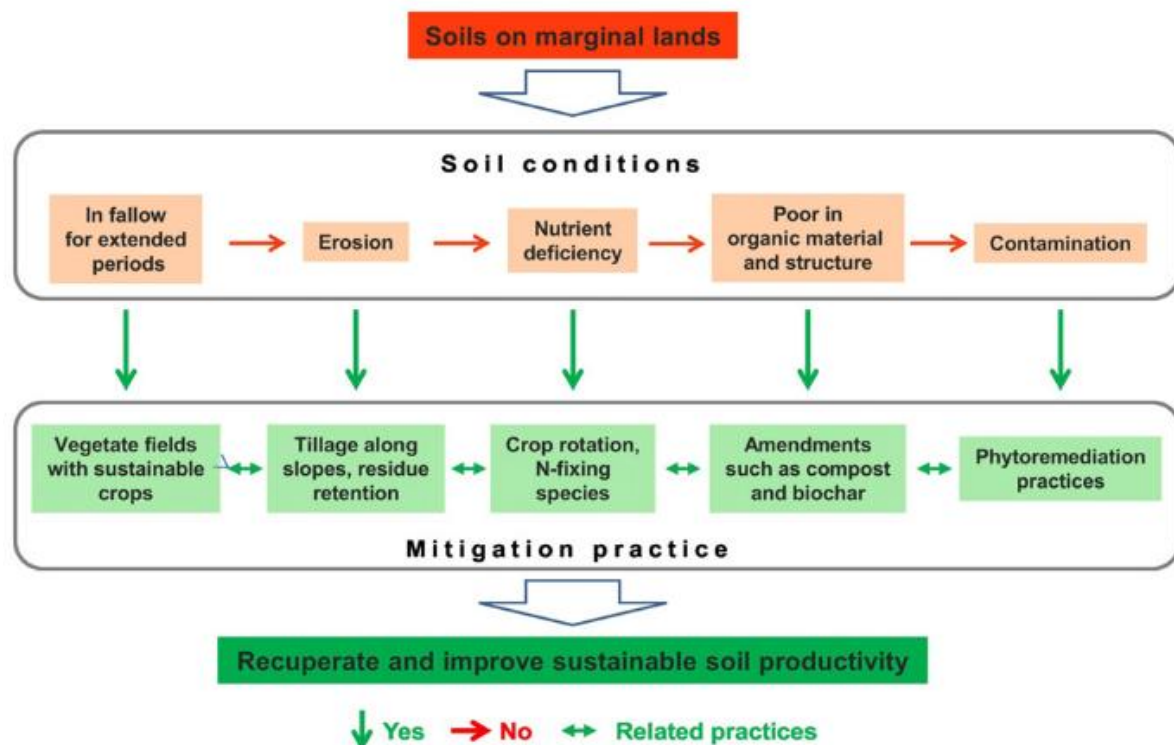 Soils on marginal lands
Soil conditions
In fallow
for extended
periods
Erosion
Nutrient
deficiency
Poor in
organic material
and structure
Contamination
Vegetate fields
with sustainable
crops
Tillage along
slopes, residue
retention
Crop rotation,
N-fixing
species
Amendments
such as compost
and biochar
Phytoremediation
practices
Mitigation practice
Recuperate and improve sustainable soil productivity
Yes No Related practices